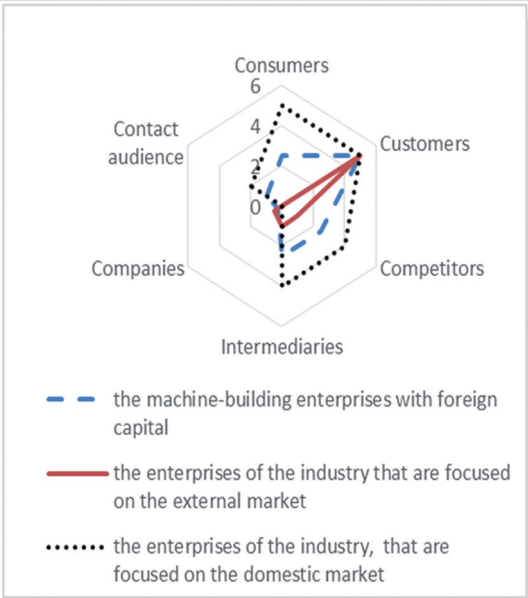 Consumers
6
Contact
audience
4
Customers
2
0
Companies
Competitors
Intermediaries
the machine-building enterprises with foreign
capital
the enterprises of the industry that are focused
on the external market
the enterprises of the industry, that are
focused on the domestic market